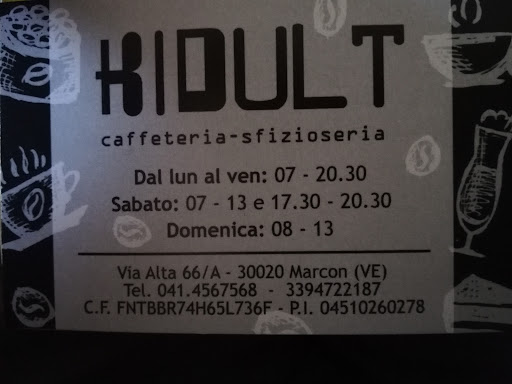 KIDULT
caffeteria-sfizioseria
Dal lun al ven: 07 - 20.30
Sabato: 07 - 13 e 17.30 - 20.30
Domenica: 08 - 13
Via Alta 66/A - 30020 Marcon (VE)
Tel. 041.4567568 - 3394722187
C.F. FNTBBR74H65L736F - P.I. 04510260278